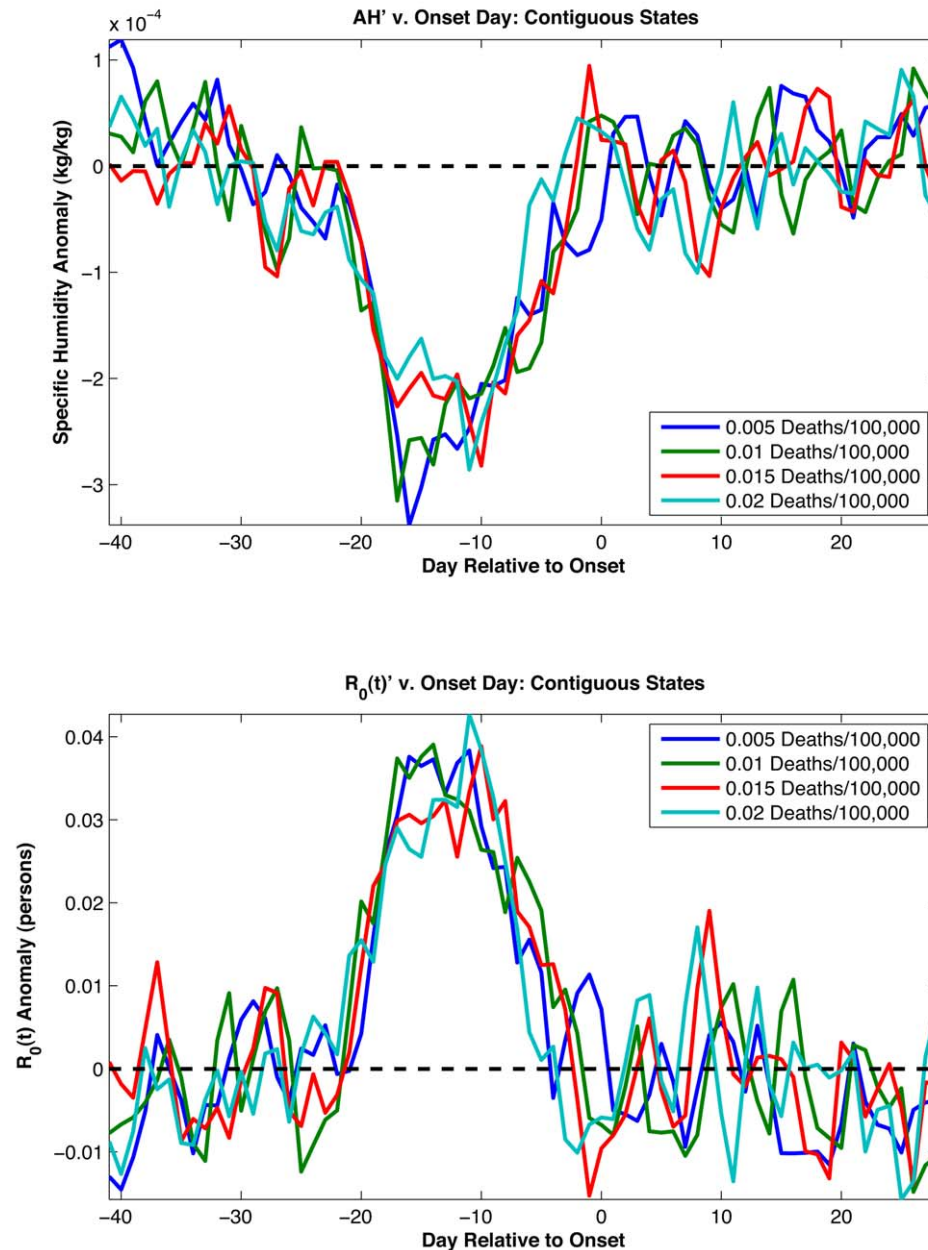 AH' v. Onset Day: Contiguous States
x 10⁻⁴
1
0
−1
−2
−3
Specific Humidity Anomaly (kg/kg)
0.005 Deaths/100,000
0.01 Deaths/100,000
0.015 Deaths/100,000
0.02 Deaths/100,000
−40 −30 −20 −10 0 10 20
Day Relative to Onset
R₀(t)' v. Onset Day: Contiguous States
0.04
0.03
0.02
0.01
0
−0.01
R₀(t) Anomaly (persons)
0.005 Deaths/100,000
0.01 Deaths/100,000
0.015 Deaths/100,000
0.02 Deaths/100,000
−40 −30 −20 −10 0 10 20
Day Relative to Onset